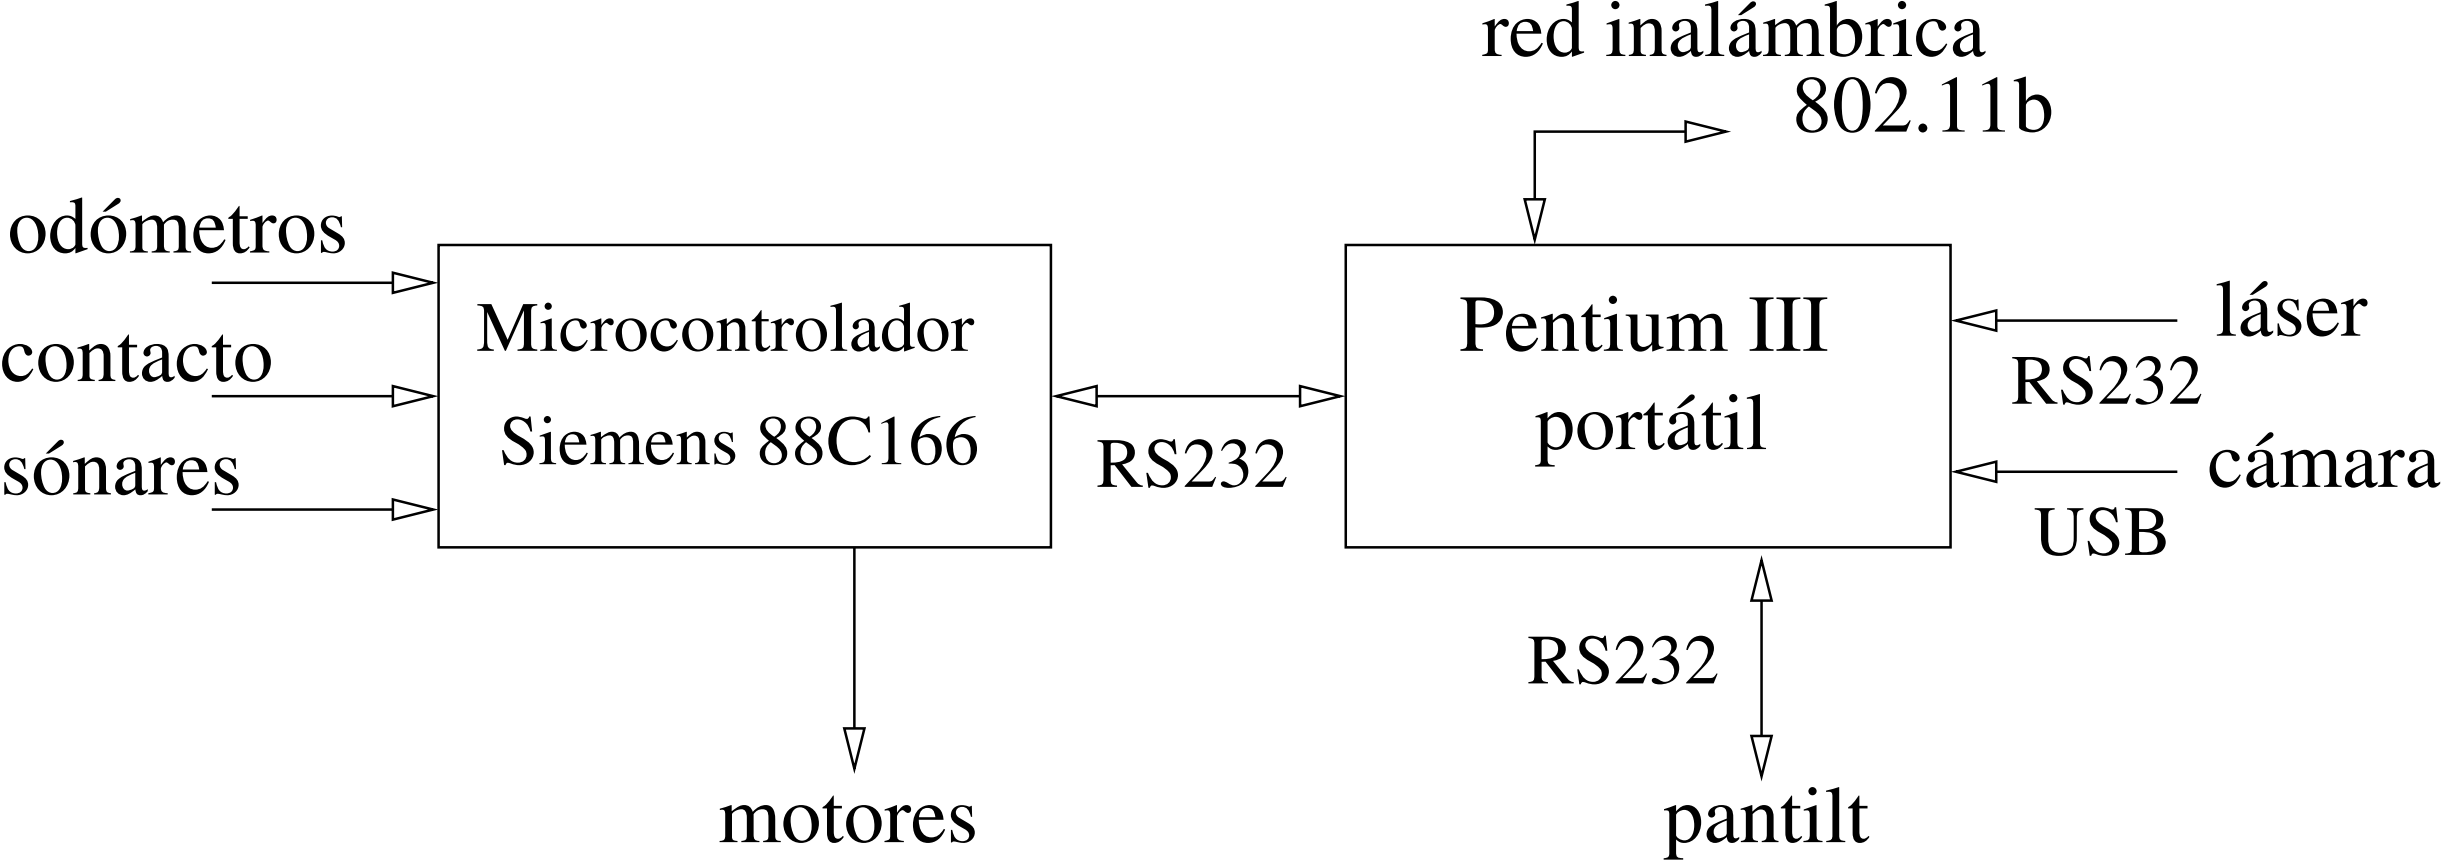 red inalámbrica
802.11b
odómetros
contacto
sónares
Microcontrolador
Siemens 88C166
RS232
Pentium III
portátil
láser
RS232
cámara
USB
RS232
motores
pantilt